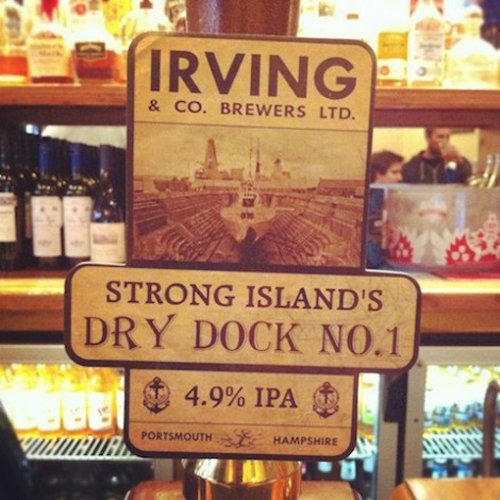 IRVING
& CO. BREWERS LTD.
STRONG ISLAND'S
DRY DOCK NO.1
4.9% IPA
PORTSMOUTH HAMPSHIRE